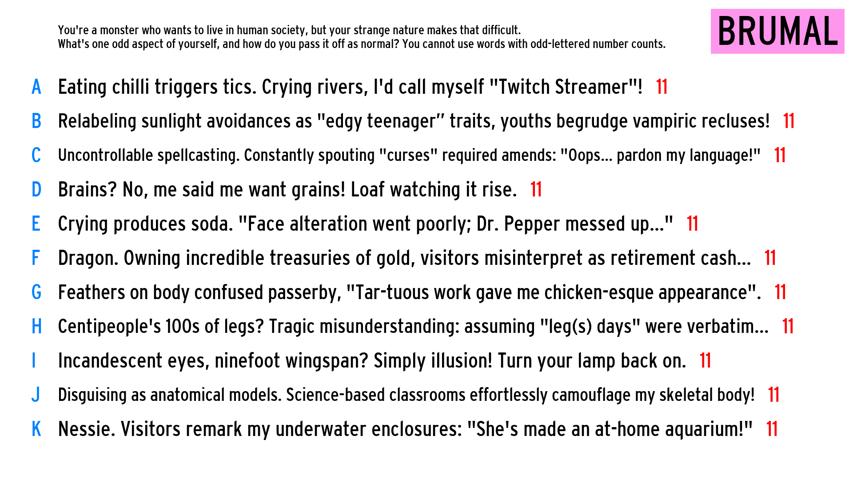 You're a monster who wants to live in human society, but your strange nature makes that difficult.
What's one odd aspect of yourself, and how do you pass it off as normal? You cannot use words with odd-lettered number counts.
BRUMAL
A Eating chilli triggers tics. Crying rivers, I'd call myself "Twitch Streamer"! 11
B Relabeling sunlight avoidances as "edgy teenager" traits, youths begrudge vampiric recluses! 11
C Uncontrollable spellcasting. Constantly spouting "curses" required amends: "Oops... pardon my language!" 11
D Brains? No, me said me want grains! Loaf watching it rise. 11
E Crying produces soda. "Face alteration went poorly; Dr. Pepper messed up..." 11
F Dragon. Owning incredible treasuries of gold, visitors misinterpret as retirement cash... 11
G Feathers on body confused passerby, "Tar-tuous work gave me chicken-esque appearance". 11
H Centipeople's 100s of legs? Tragic misunderstanding: assuming "leg(s) days" were verbatim... 11
I Incandescent eyes, ninefoot wingspan? Simply illusion! Turn your lamp back on. 11
J Disguising as anatomical models. Science-based classrooms effortlessly camouflage my skeletal body! 11
K Nessie. Visitors remark my underwater enclosures: "She's made an at-home aquarium!" 11